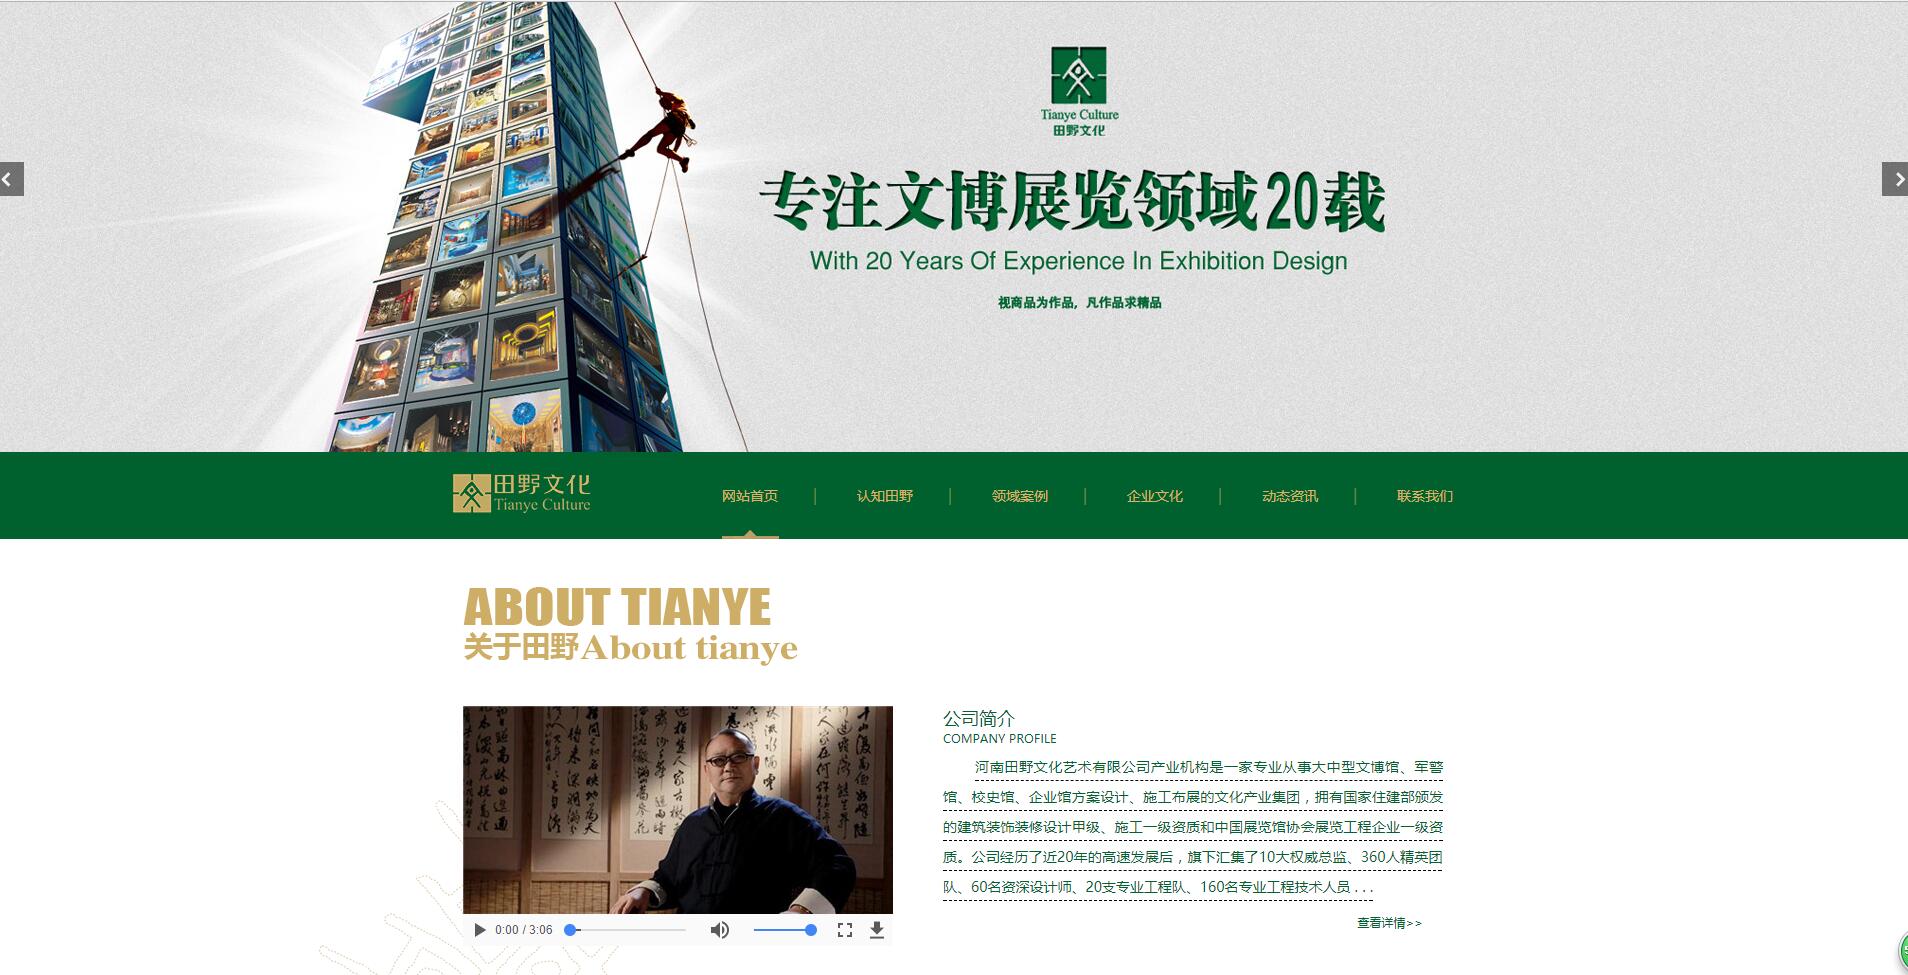 Tianye Culture
田野文化
专注文博展览领域20载
With 20 Years Of Experience In Exhibition Design
视商品为作品，凡作品求精品
田野文化
Tianye Culture
网站首页 | 认知田野 | 领域案例 | 企业文化 | 动态资讯 | 联系我们
ABOUT TIANYE
关于田野About tianye
0:00 / 3:06
公司简介
COMPANY PROFILE
河南田野文化艺术有限公司产业机构是一家专业从事大中型文博馆、军警
馆、校史馆、企业馆方案设计、施工布展的文化产业集团，拥有国家住建部颁发
的建筑装饰装修设计甲级、施工一级资质和中国展览馆协会展览工程企业一级资
质。公司经历了近20年的高速发展后，旗下汇集了10大权威总监、360人精英团
队、60名资深设计师、20支专业工程队、160名专业工程技术人员 . . .
查看详情>>